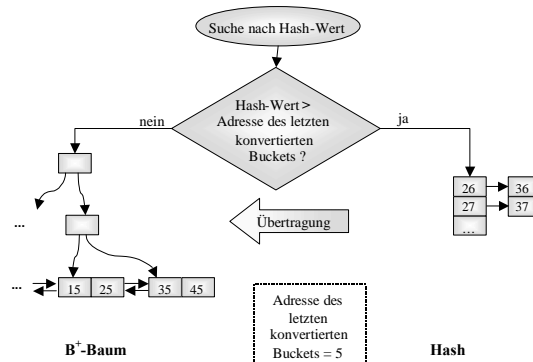 Suche nach Hash-Wert
Hash-Wert >
Adresse des letzten
konvertierten
Buckets ?
nein
ja
26
36
27
37
...
...
Übertragung
...
15 25 35 45
Adresse des
letzten
konvertierten
Buckets = 5
B+-Baum
Hash